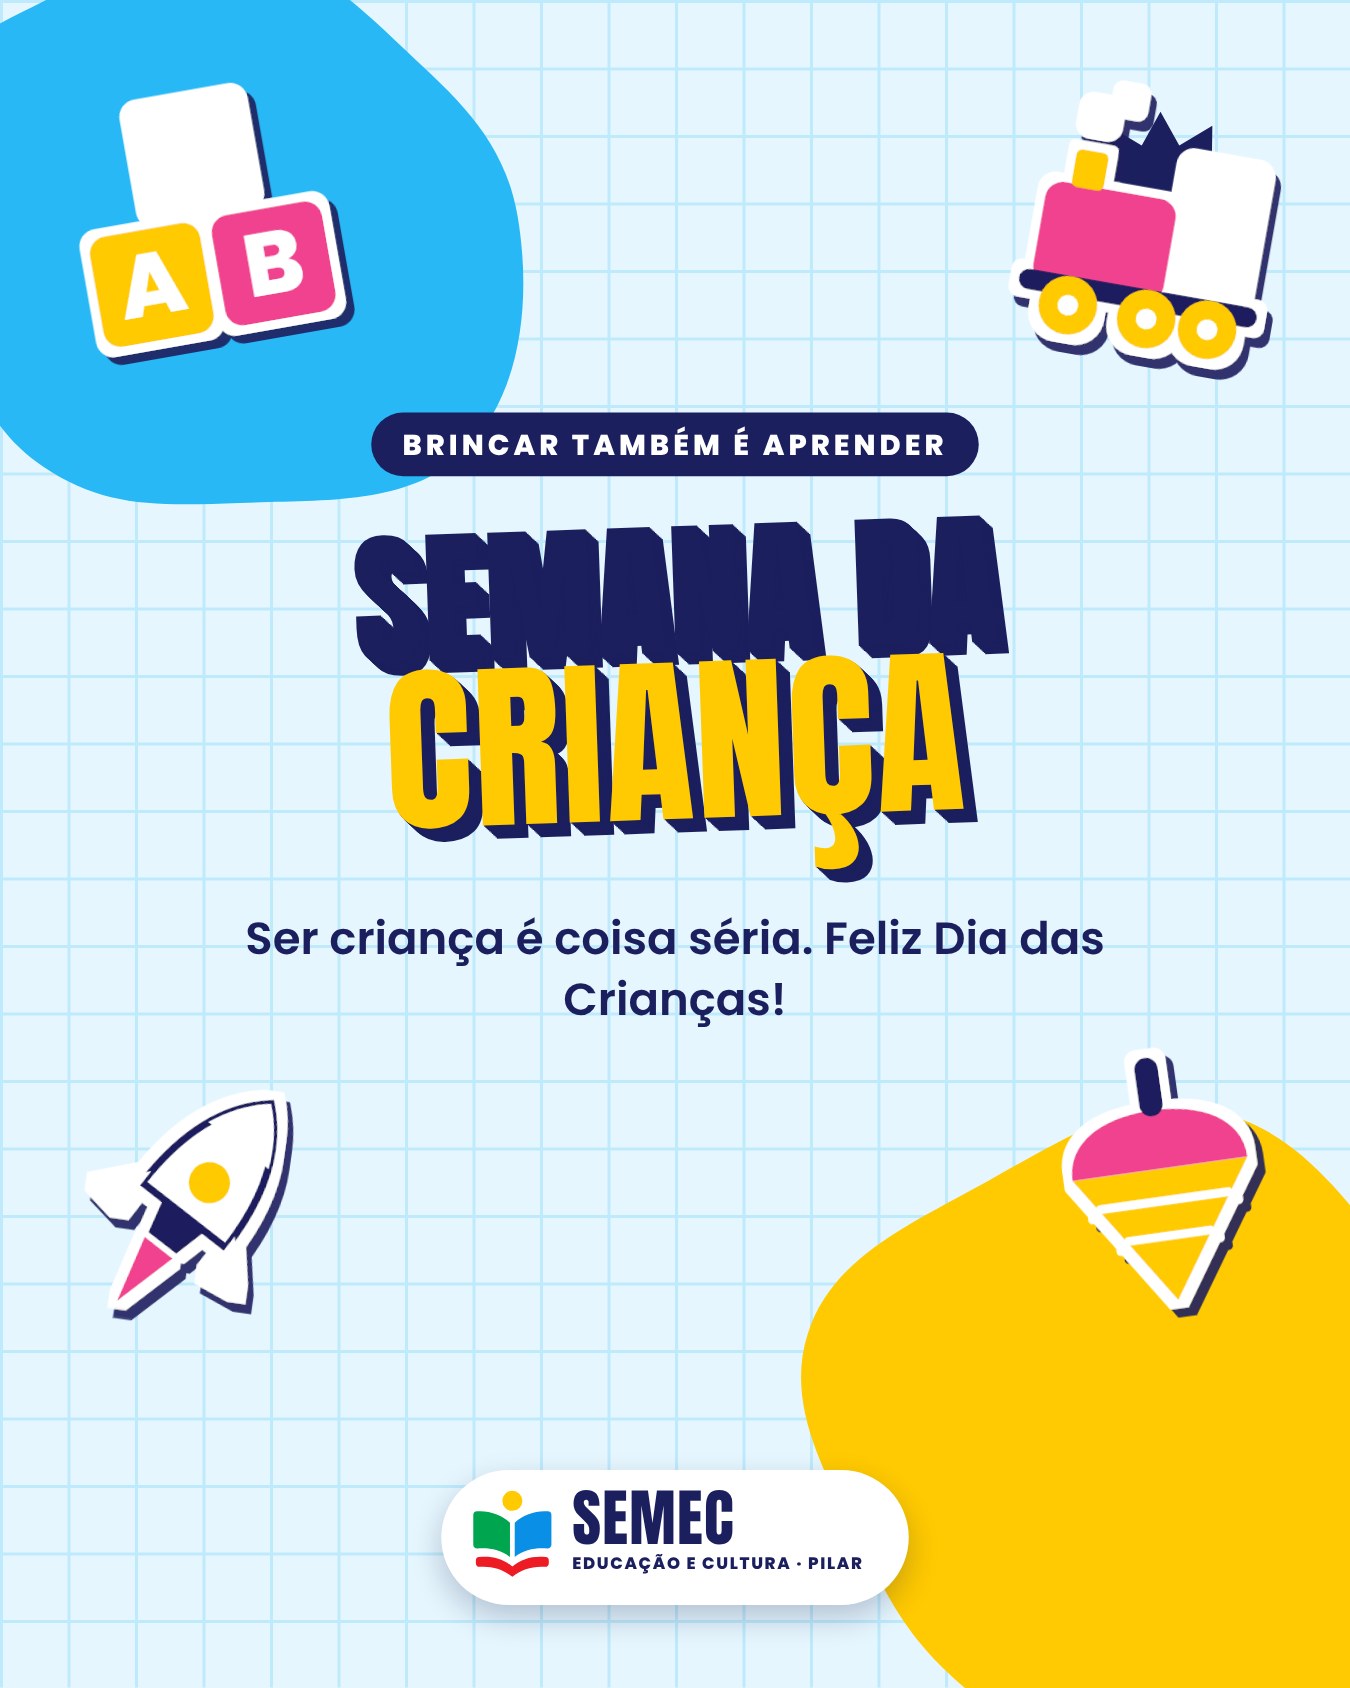 A B
BRINCAR TAMBÉM É APRENDER
SEMANA DA
CRIANÇA
Ser criança é coisa séria. Feliz Dia das
Crianças!
SEMEC
EDUCAÇÃO E CULTURA · PILAR